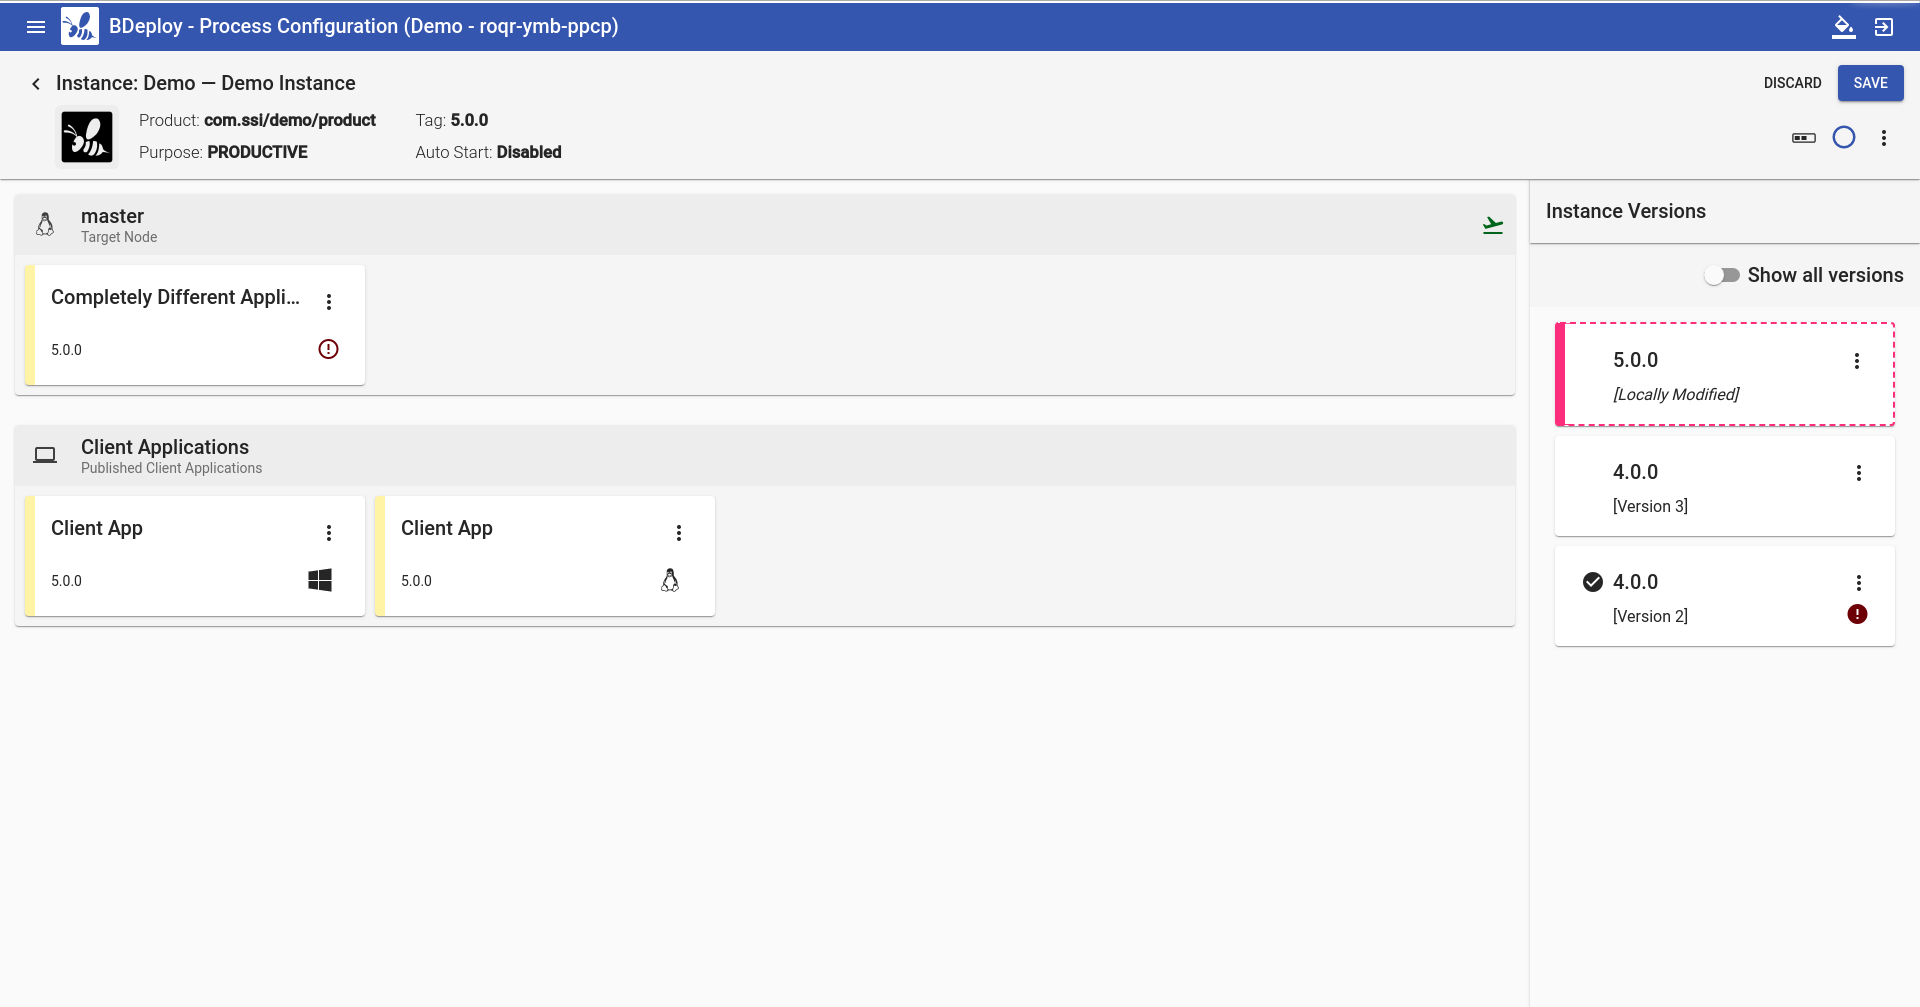 BDeploy - Process Configuration (Demo - roqr-ymb-ppcp)
Instance: Demo — Demo Instance
DISCARD
SAVE
Product: com.ssi/demo/product
Tag: 5.0.0
Purpose: PRODUCTIVE
Auto Start: Disabled
master
Target Node
Completely Different Appli...
5.0.0
Client Applications
Published Client Applications
Client App
5.0.0
Client App
5.0.0
Instance Versions
Show all versions
5.0.0
[Locally Modified]
4.0.0
[Version 3]
4.0.0
[Version 2]